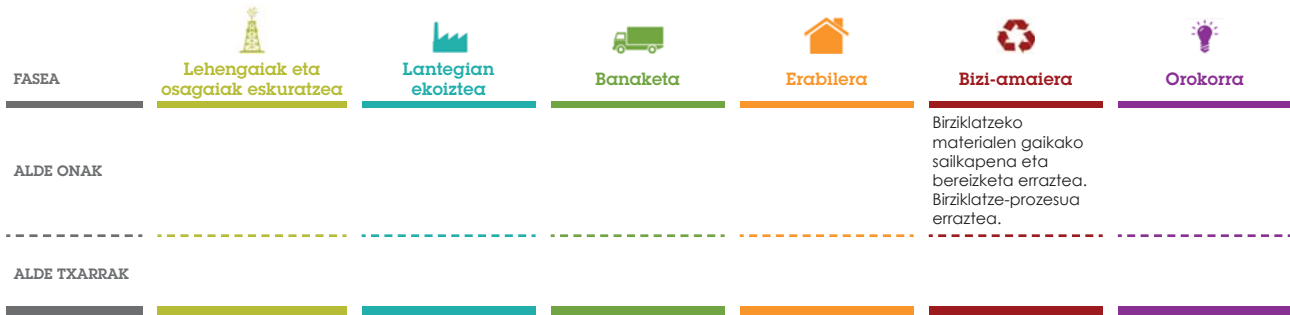 FASEA
Lehengaiak eta
osagaiak eskuratzea
Lantegian
ekoiztea
Banaketa
Erabilera
Bizi-amaiera
Orokorra
ALDE ONAK
Birziklatzeko
materialen gaikako
sailkapena eta
bereizketa erraztea.
Birziklatze-prozesua
erraztea.
ALDE TXARRAK